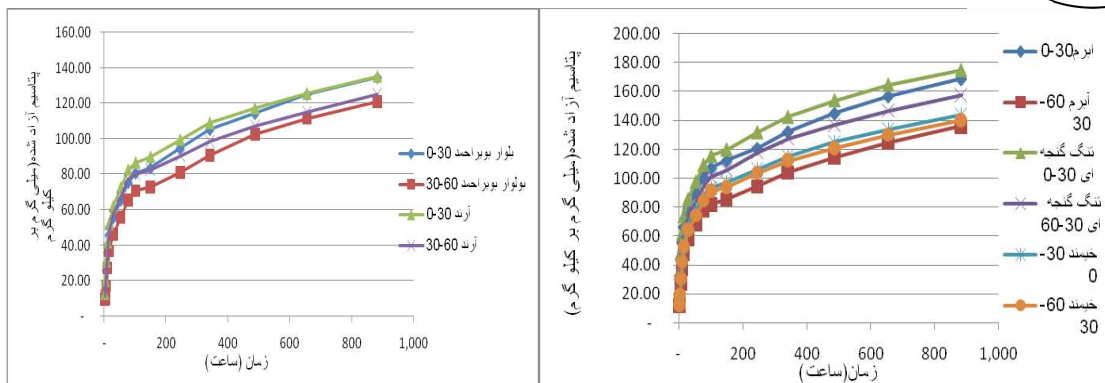 160.00
140.00
120.00
100.00
80.00
60.00
40.00
20.00
-
پتاسیم آزاد شده(میلی گرم بر
کیلو گرم
- 200 400 600 800 1,000
زمان (ساعت)
بلوار بویراحمد 30-0
بولوار بویراحمد 60-30
آرند 30-0
آرند 60-30
200.00
180.00
160.00
140.00
120.00
100.00
80.00
60.00
40.00
20.00
-
پتاسیم آزاد شده(میلی گرم بر کیلو گرم)
- 200 400 600 800 1,000
زمان(ساعت)
ابرم30-0
آبرم 60-
30
تنگ گنجه
ای 30-0
تنگ گنجه
ای 30-60
خیمند 30-
0
خیمند 60-
30